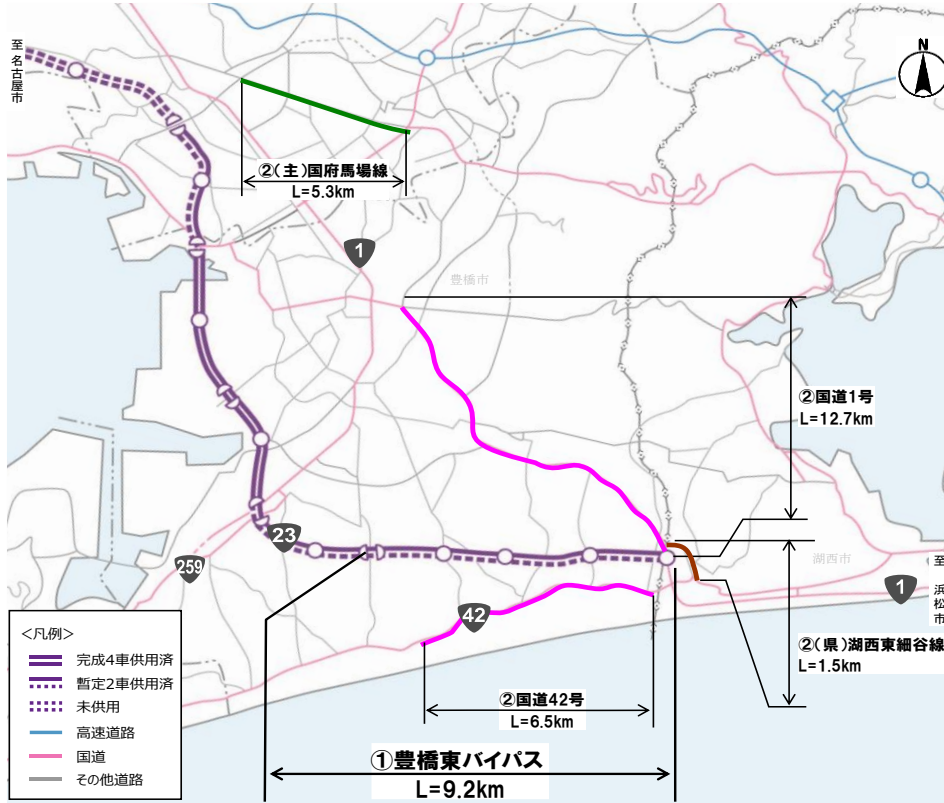 至
名
古
屋
市
N
②(主)国府馬場線
L=5.3km
1
豊橋市
②国道1号
L=12.7km
23
259
湖西市
至
浜
松
市
1
42
②(県)湖西東細谷線
L=1.5km
②国道42号
L=6.5km
①豊橋東バイパス
L=9.2km
<凡例>
完成4車供用済
暫定2車供用済
未供用
高速道路
国道
その他道路